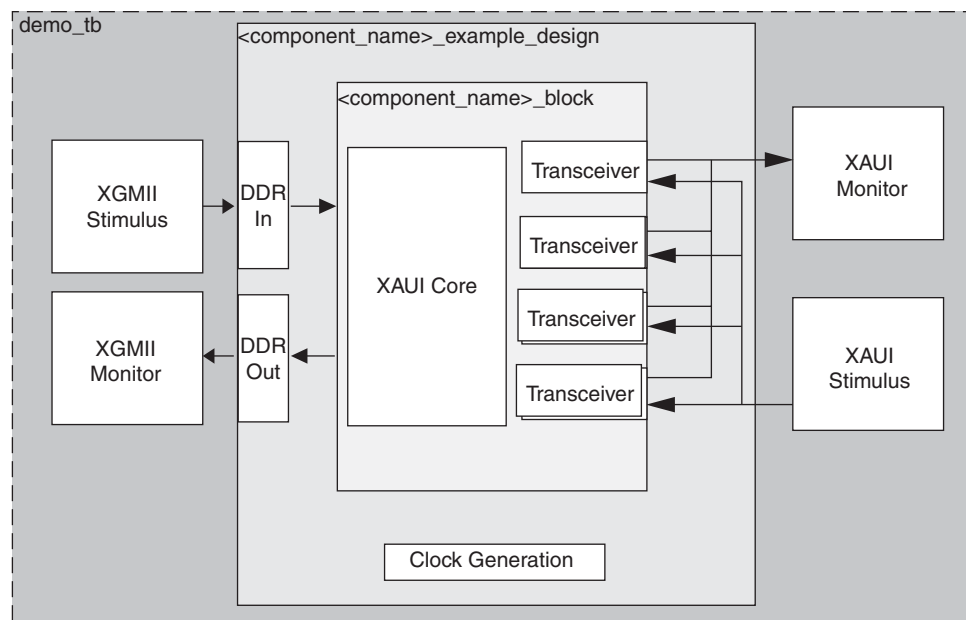 demo_tb
<component_name>_example_design
<component_name>_block
XGMII
Stimulus
DDR
In
XAUI Core
Transceiver
Transceiver
Transceiver
Transceiver
XAUI
Monitor
XGMII
Monitor
DDR
Out
XAUI
Stimulus
Clock Generation